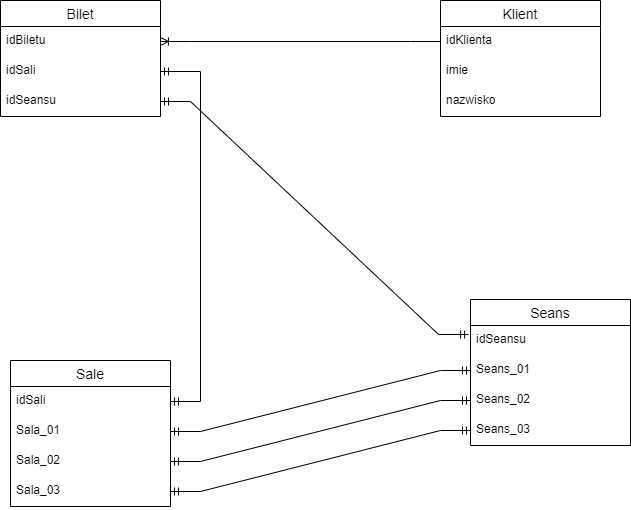 Bilet
idBiletu
idSali
idSeansu
Klient
idKlienta
imie
nazwisko
Sale
idSali
Sala_01
Sala_02
Sala_03
Seans
idSeansu
Seans_01
Seans_02
Seans_03